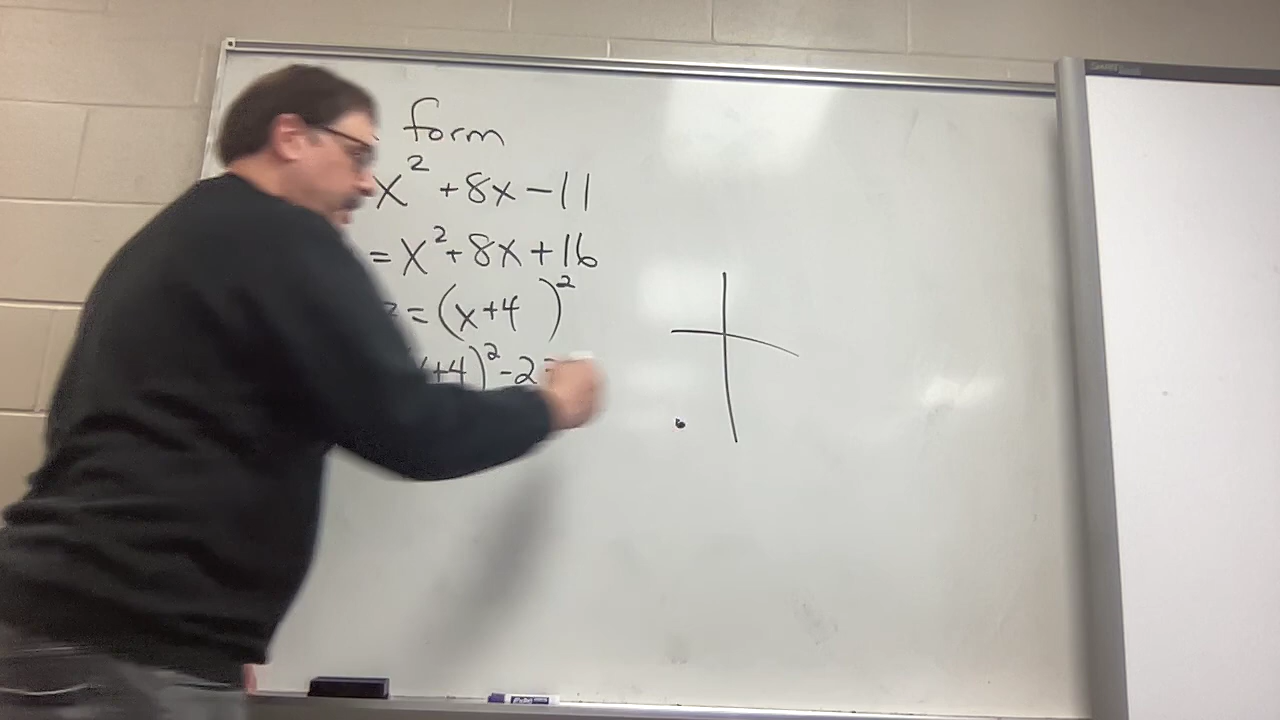 form
x² + 8x − 11
= x² + 8x + 16
= (x + 4 )²
+4)² - 2